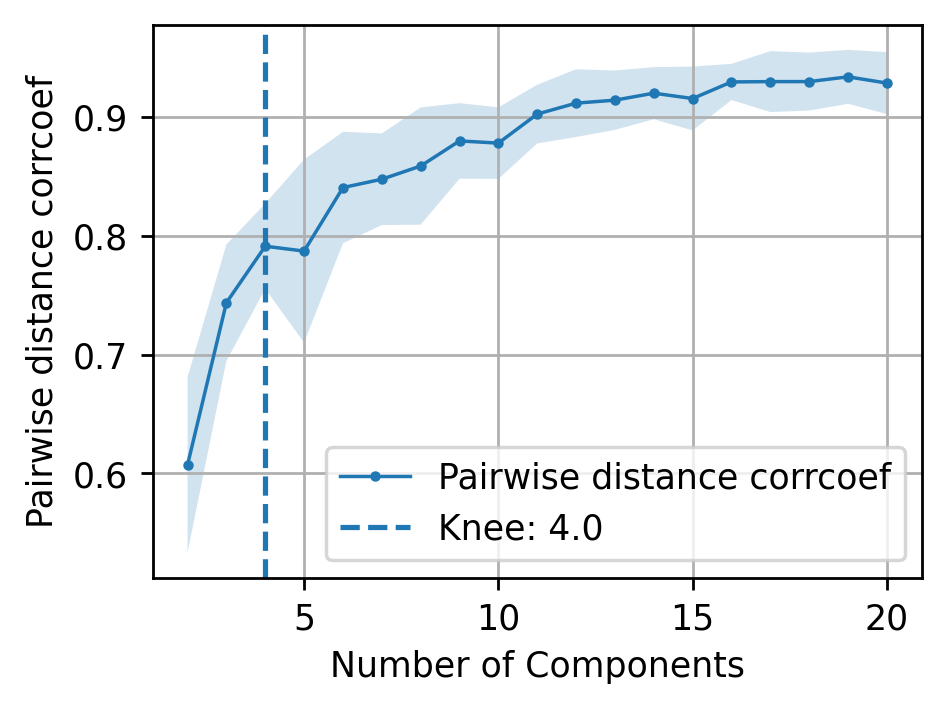 Pairwise distance corrcoef
0.9
0.8
0.7
0.6
Pairwise distance corrcoef
Knee: 4.0
5 10 15 20
Number of Components